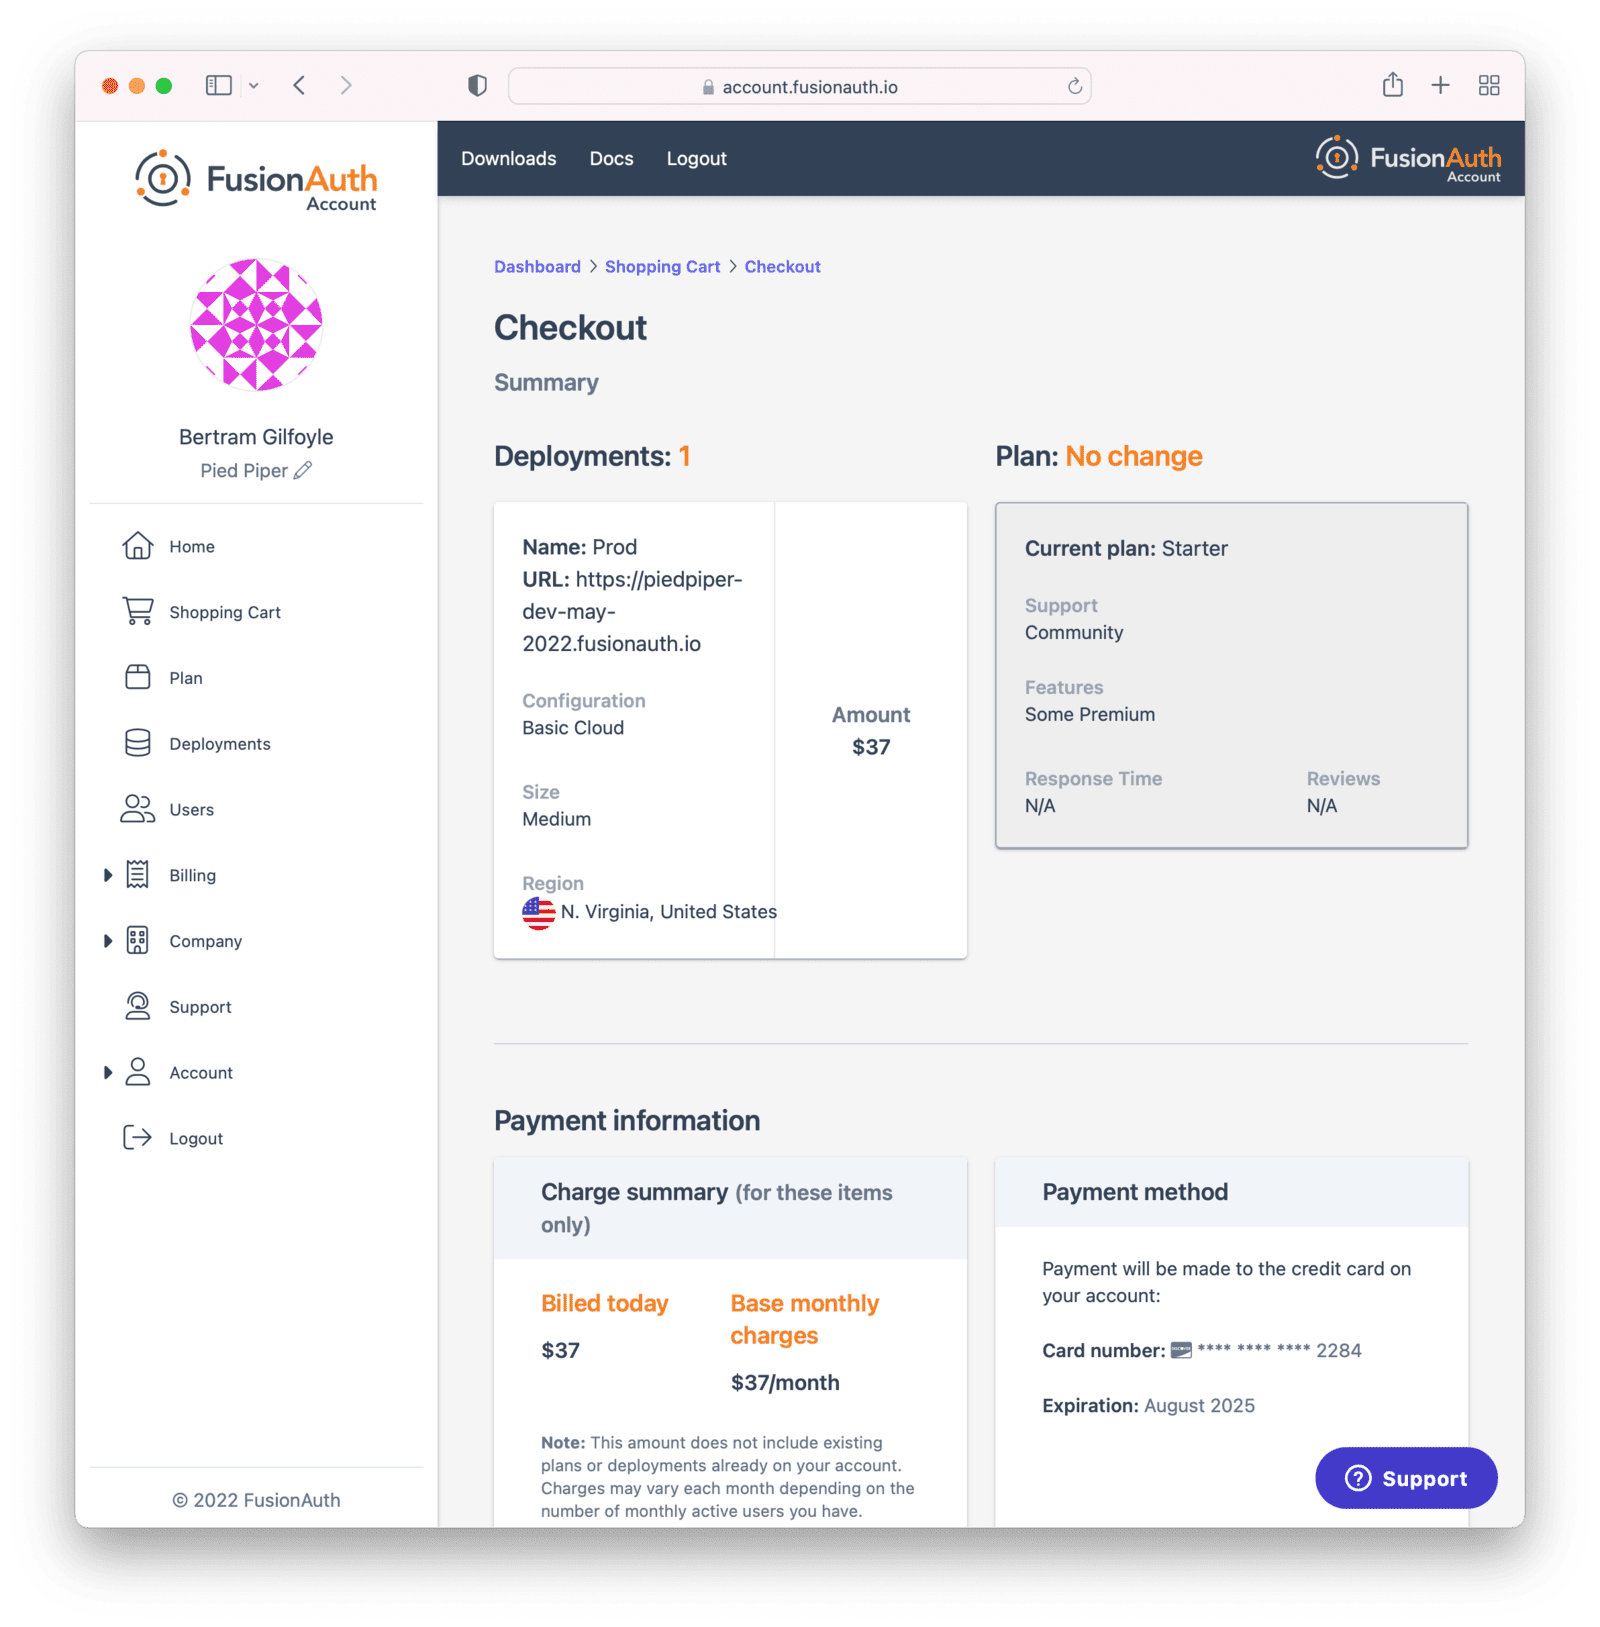 account.fusionauth.io
FusionAuth
Account
Bertram Gilfoyle
Pied Piper
Home
Shopping Cart
Plan
Deployments
Users
Billing
Company
Support
Account
Logout
© 2022 FusionAuth
Downloads Docs Logout
FusionAuth
Account
Dashboard > Shopping Cart > Checkout
Checkout
Summary
Deployments: 1
Name: Prod
URL: https://piedpiper-
dev-may-
2022.fusionauth.io
Configuration
Basic Cloud
Size
Medium
Region
N. Virginia, United States
Amount
$37
Plan: No change
Current plan: Starter
Support
Community
Features
Some Premium
Response Time
N/A
Reviews
N/A
Payment information
Charge summary (for these items
only)
Billed today
$37
Base monthly
charges
$37/month
Note: This amount does not include existing
plans or deployments already on your account.
Charges may vary each month depending on the
number of monthly active users you have.
Payment method
Payment will be made to the credit card on
your account:
Card number: DISCOVER **** **** **** 2284
Expiration: August 2025
Support